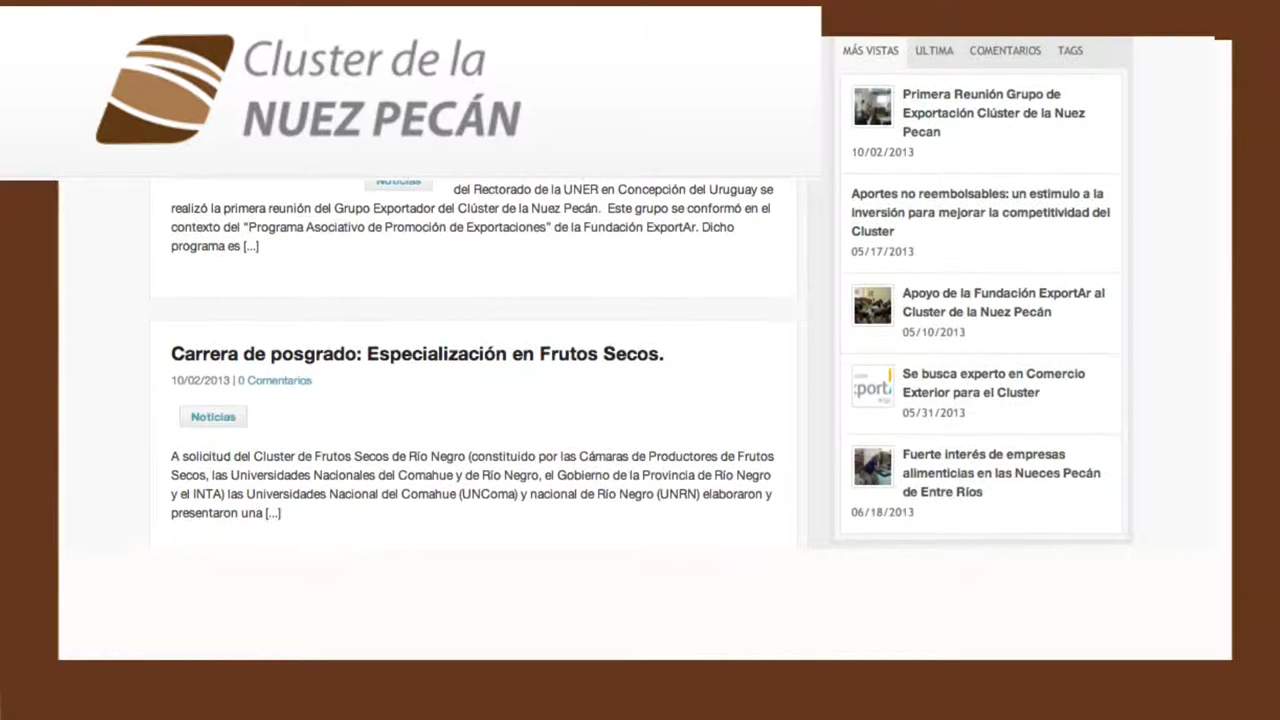 Cluster de la
NUEZ PECÁN
Noticias
del Rectorado de la UNER en Concepción del Uruguay se
realizó la primera reunión del Grupo Exportador del Clúster de la Nuez Pecán.  Este grupo se conformó en el
contexto del "Programa Asociativo de Promoción de Exportaciones" de la Fundación ExportAr. Dicho
programa es [...]
Carrera de posgrado: Especialización en Frutos Secos.
10/02/2013 | 0 Comentarios
Noticias
A solicitud del Cluster de Frutos Secos de Río Negro (constituido por las Cámaras de Productores de Frutos
Secos, las Universidades Nacionales del Comahue y de Río Negro, el Gobierno de la Provincia de Río Negro
y el INTA) las Universidades Nacional del Comahue (UNComa) y nacional de Río Negro (UNRN) elaboraron y
presentaron una [...]
MÁS VISTAS ULTIMA COMENTARIOS TAGS
Primera Reunión Grupo de
Exportación Clúster de la Nuez
Pecan
10/02/2013
Aportes no reembolsables: un estimulo a la
inversión para mejorar la competitividad del
Cluster
05/17/2013
Apoyo de la Fundación ExportAr al
Cluster de la Nuez Pecán
05/10/2013
Se busca experto en Comercio
Exterior para el Cluster
05/31/2013
Fuerte interés de empresas
alimenticias en las Nueces Pecán
de Entre Ríos
06/18/2013